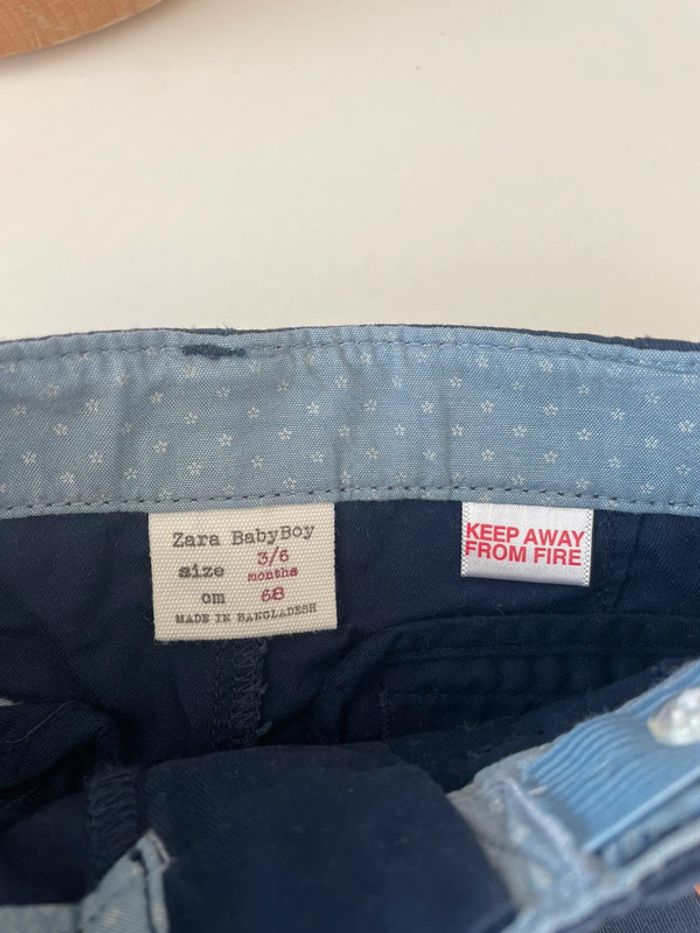 Zara BabyBoy
size 3/6
months
cm 68
MADE IN BANGLADESH
KEEP AWAY
FROM FIRE